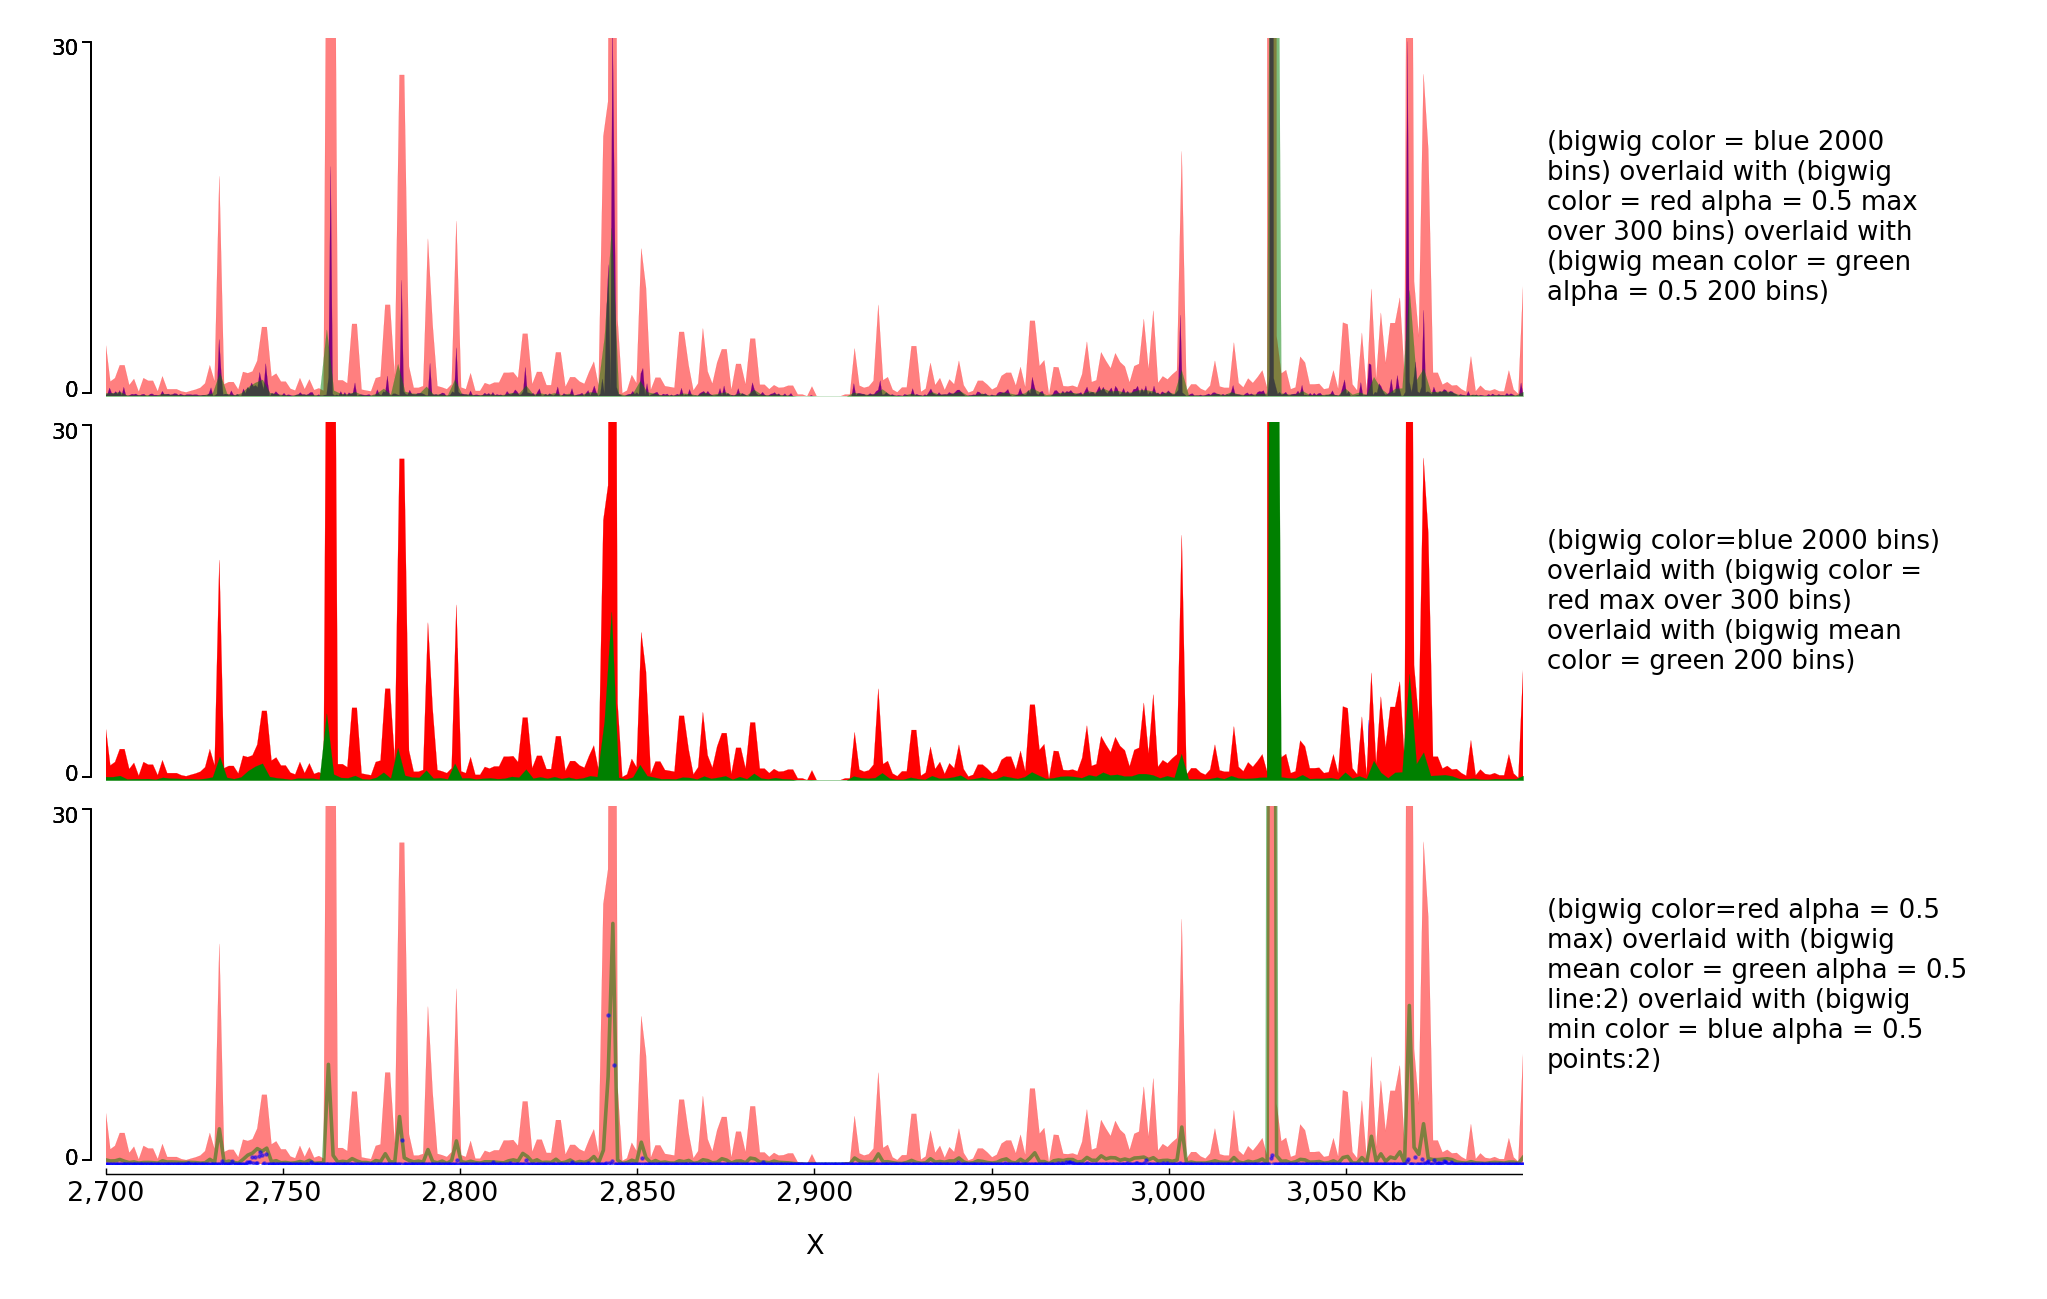 30
(bigwig color = blue 2000
bins) overlaid with (bigwig
color = red alpha = 0.5 max
over 300 bins) overlaid with
(bigwig mean color = green
alpha = 0.5 200 bins)
0
30
(bigwig color=blue 2000 bins)
overlaid with (bigwig color =
red max over 300 bins)
overlaid with (bigwig mean
color = green 200 bins)
0
30
(bigwig color=red alpha = 0.5
max) overlaid with (bigwig
mean color = green alpha = 0.5
line:2) overlaid with (bigwig
min color = blue alpha = 0.5
points:2)
0
2,700 2,750 2,800 2,850 2,900 2,950 3,000 3,050 Kb
X